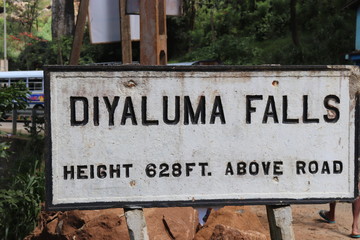 DIYALUMA FALLS
HEIGHT 628FT. ABOVE ROAD